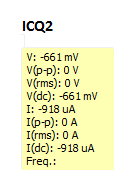 ICQ2
V: -661 mV
V(p-p): 0 V
V(rms): 0 V
V(dc): -661 mV
I: -918 uA
I(p-p): 0 A
I(rms): 0 A
I(dc): -918 uA
Freq.: